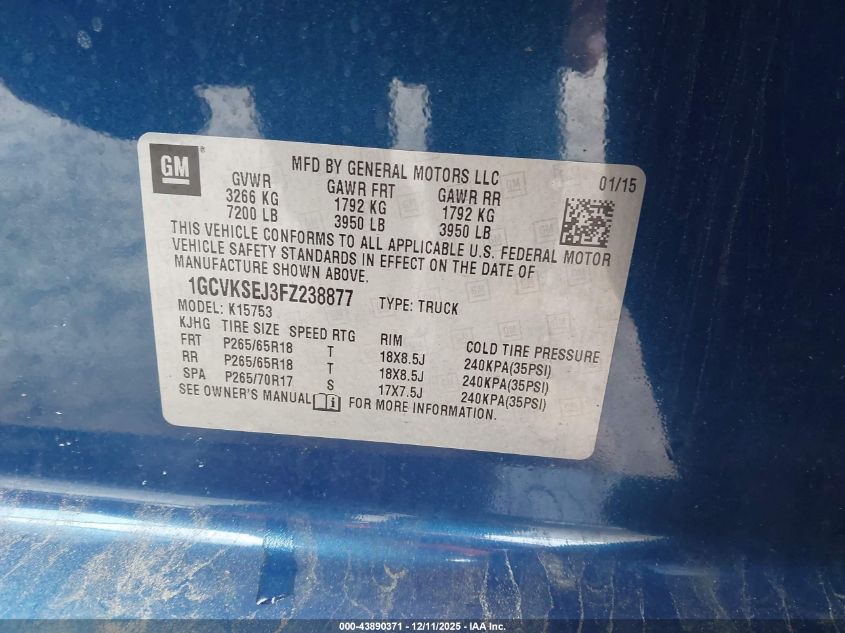 GM
MFD BY GENERAL MOTORS LLC
01/15
GVWR GAWR FRT GAWR RR
3266 KG 1792 KG 1792 KG
7200 LB 3950 LB 3950 LB
THIS VEHICLE CONFORMS TO ALL APPLICABLE U.S. FEDERAL MOTOR
VEHICLE SAFETY STANDARDS IN EFFECT ON THE DATE OF
MANUFACTURE SHOWN ABOVE.
1GCVKSEJ3FZ238877 TYPE: TRUCK
MODEL: K15753
KJHG TIRE SIZE SPEED RTG RIM COLD TIRE PRESSURE
FRT P265/65R18 T 18X8.5J 240KPA(35PSI)
RR P265/65R18 T 18X8.5J 240KPA(35PSI)
SPA P265/70R17 S 17X7.5J 240KPA(35PSI)
SEE OWNER'S MANUAL FOR MORE INFORMATION.
000-43890371 - 12/11/2025 - IAA Inc.